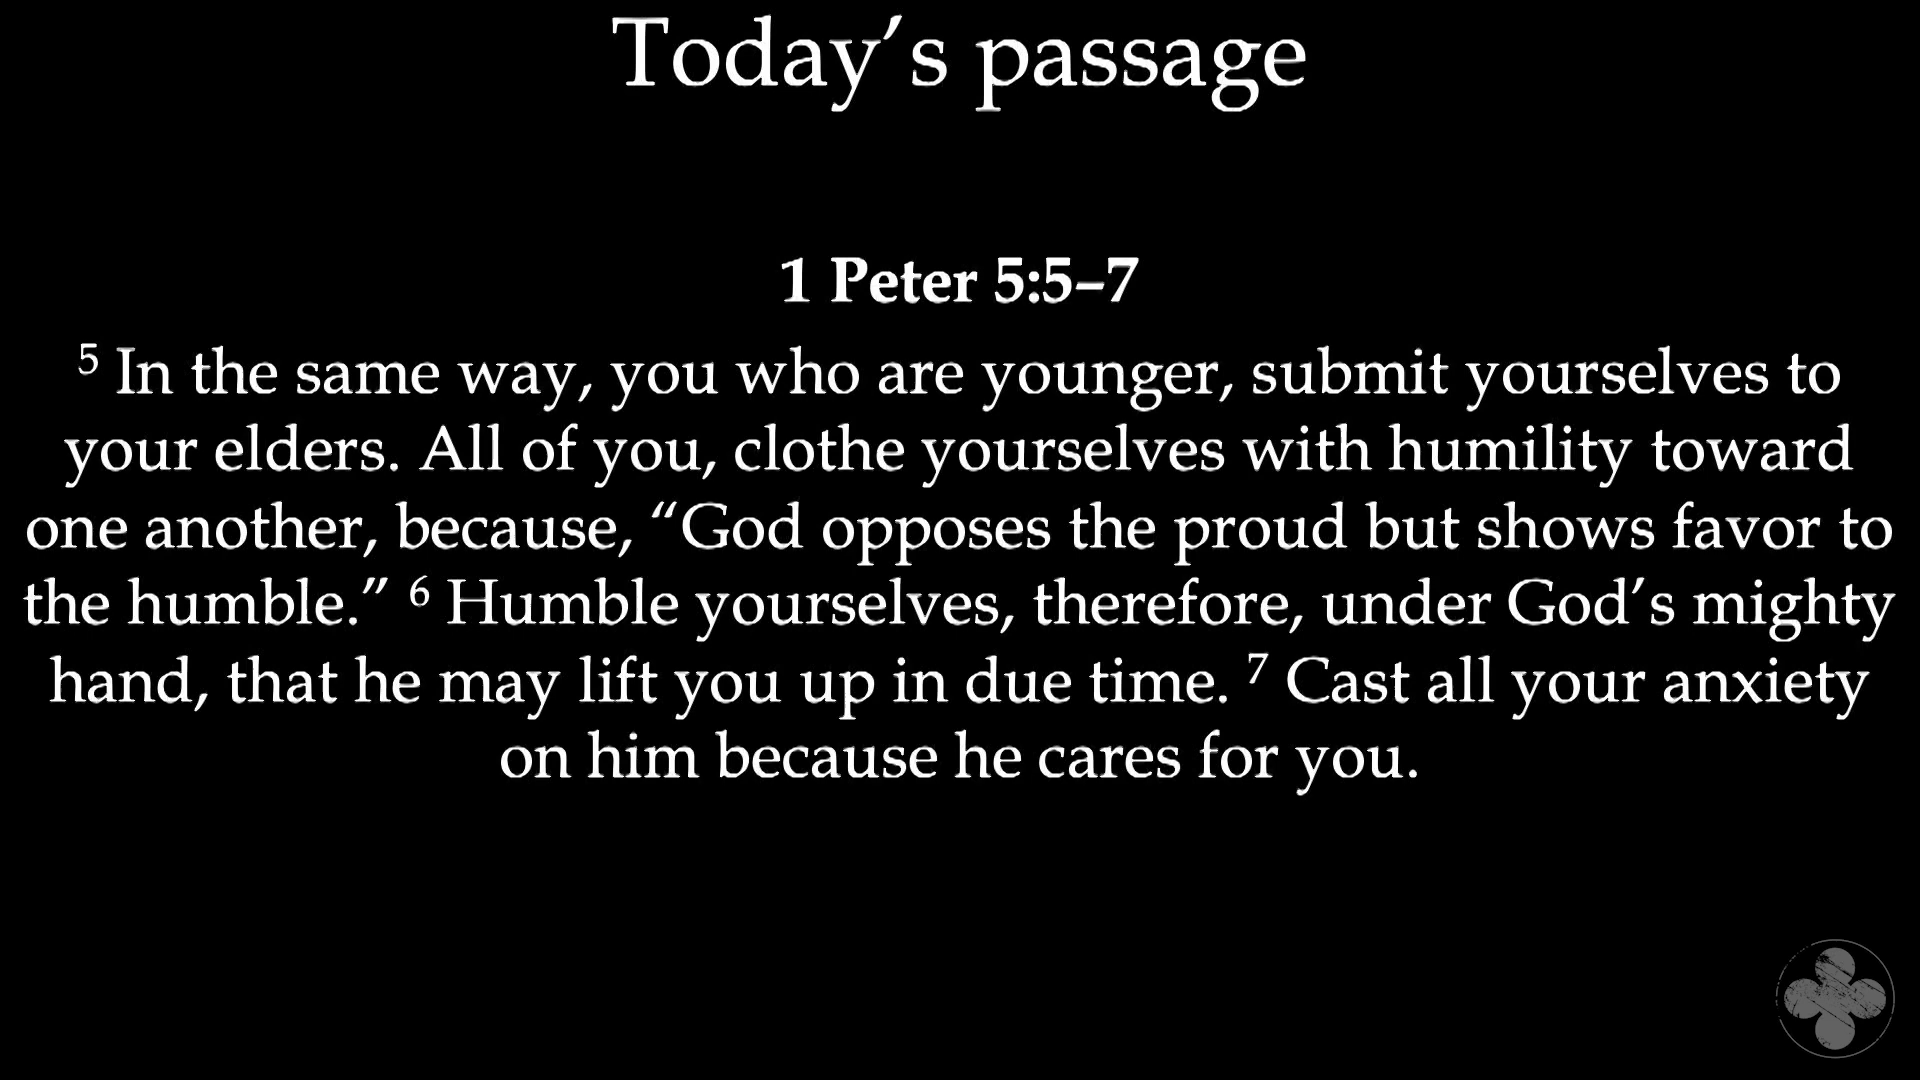 Today’s passage
1 Peter 5:5–7
⁵ In the same way, you who are younger, submit yourselves to
your elders. All of you, clothe yourselves with humility toward
one another, because, “God opposes the proud but shows favor to
the humble.” ⁶ Humble yourselves, therefore, under God’s mighty
hand, that he may lift you up in due time. ⁷ Cast all your anxiety
on him because he cares for you.